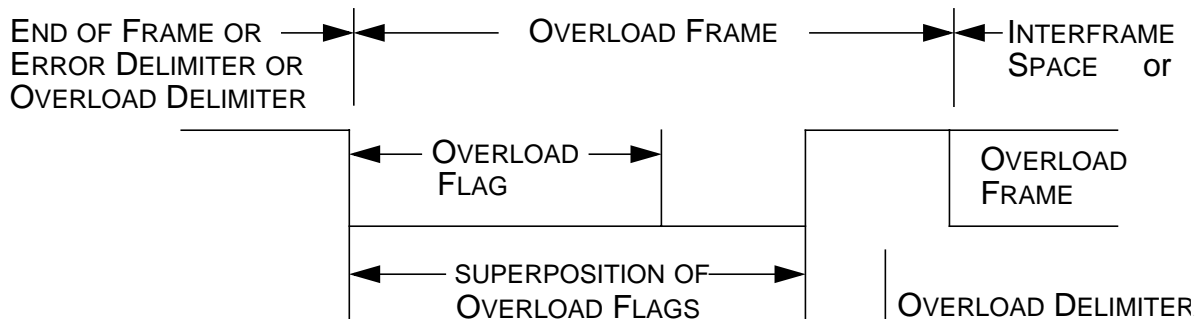 END OF FRAME OR
ERROR DELIMITER OR
OVERLOAD DELIMITER
OVERLOAD FRAME
INTERFRAME
SPACE or
OVERLOAD
FLAG
OVERLOAD
FRAME
SUPERPOSITION OF
OVERLOAD FLAGS
OVERLOAD DELIMITER